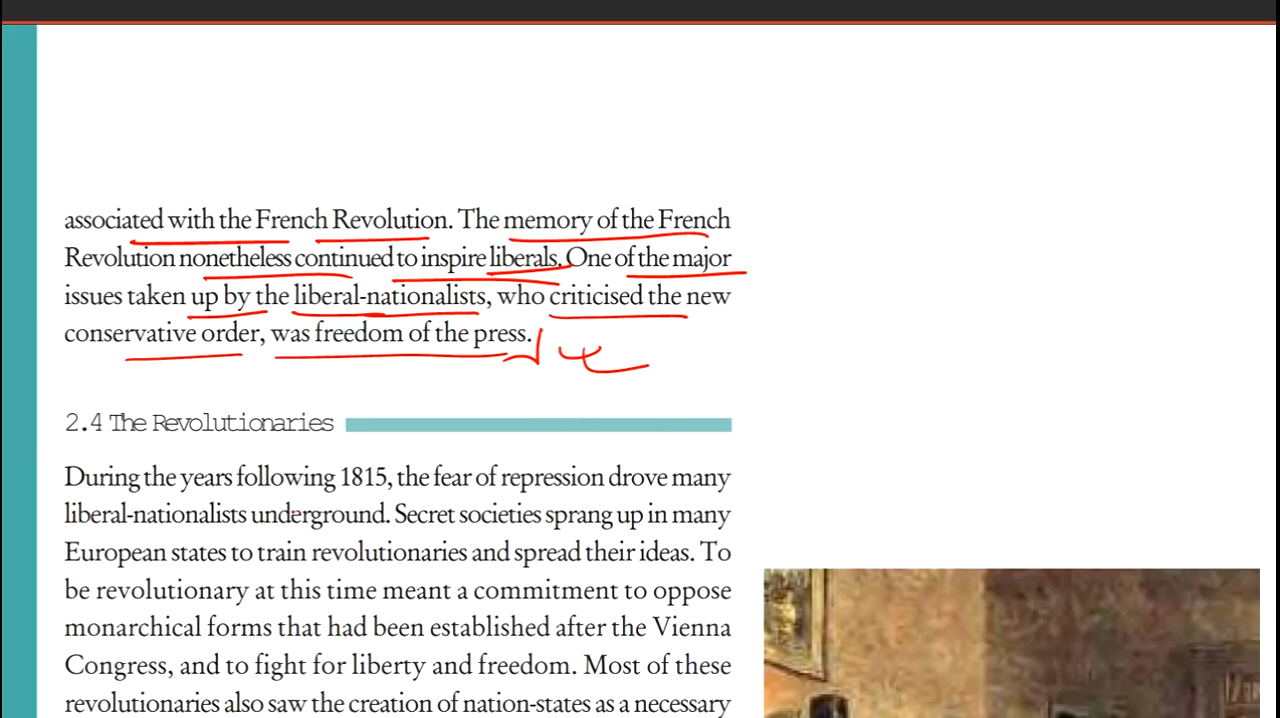 associated with the French Revolution. The memory of the French
Revolution nonetheless continued to inspire liberals. One of the major
issues taken up by the liberal-nationalists, who criticised the new
conservative order, was freedom of the press.
2.4 The Revolutionaries
During the years following 1815, the fear of repression drove many
liberal-nationalists underground. Secret societies sprang up in many
European states to train revolutionaries and spread their ideas. To
be revolutionary at this time meant a commitment to oppose
monarchical forms that had been established after the Vienna
Congress, and to fight for liberty and freedom. Most of these
revolutionaries also saw the creation of nation-states as a necessary